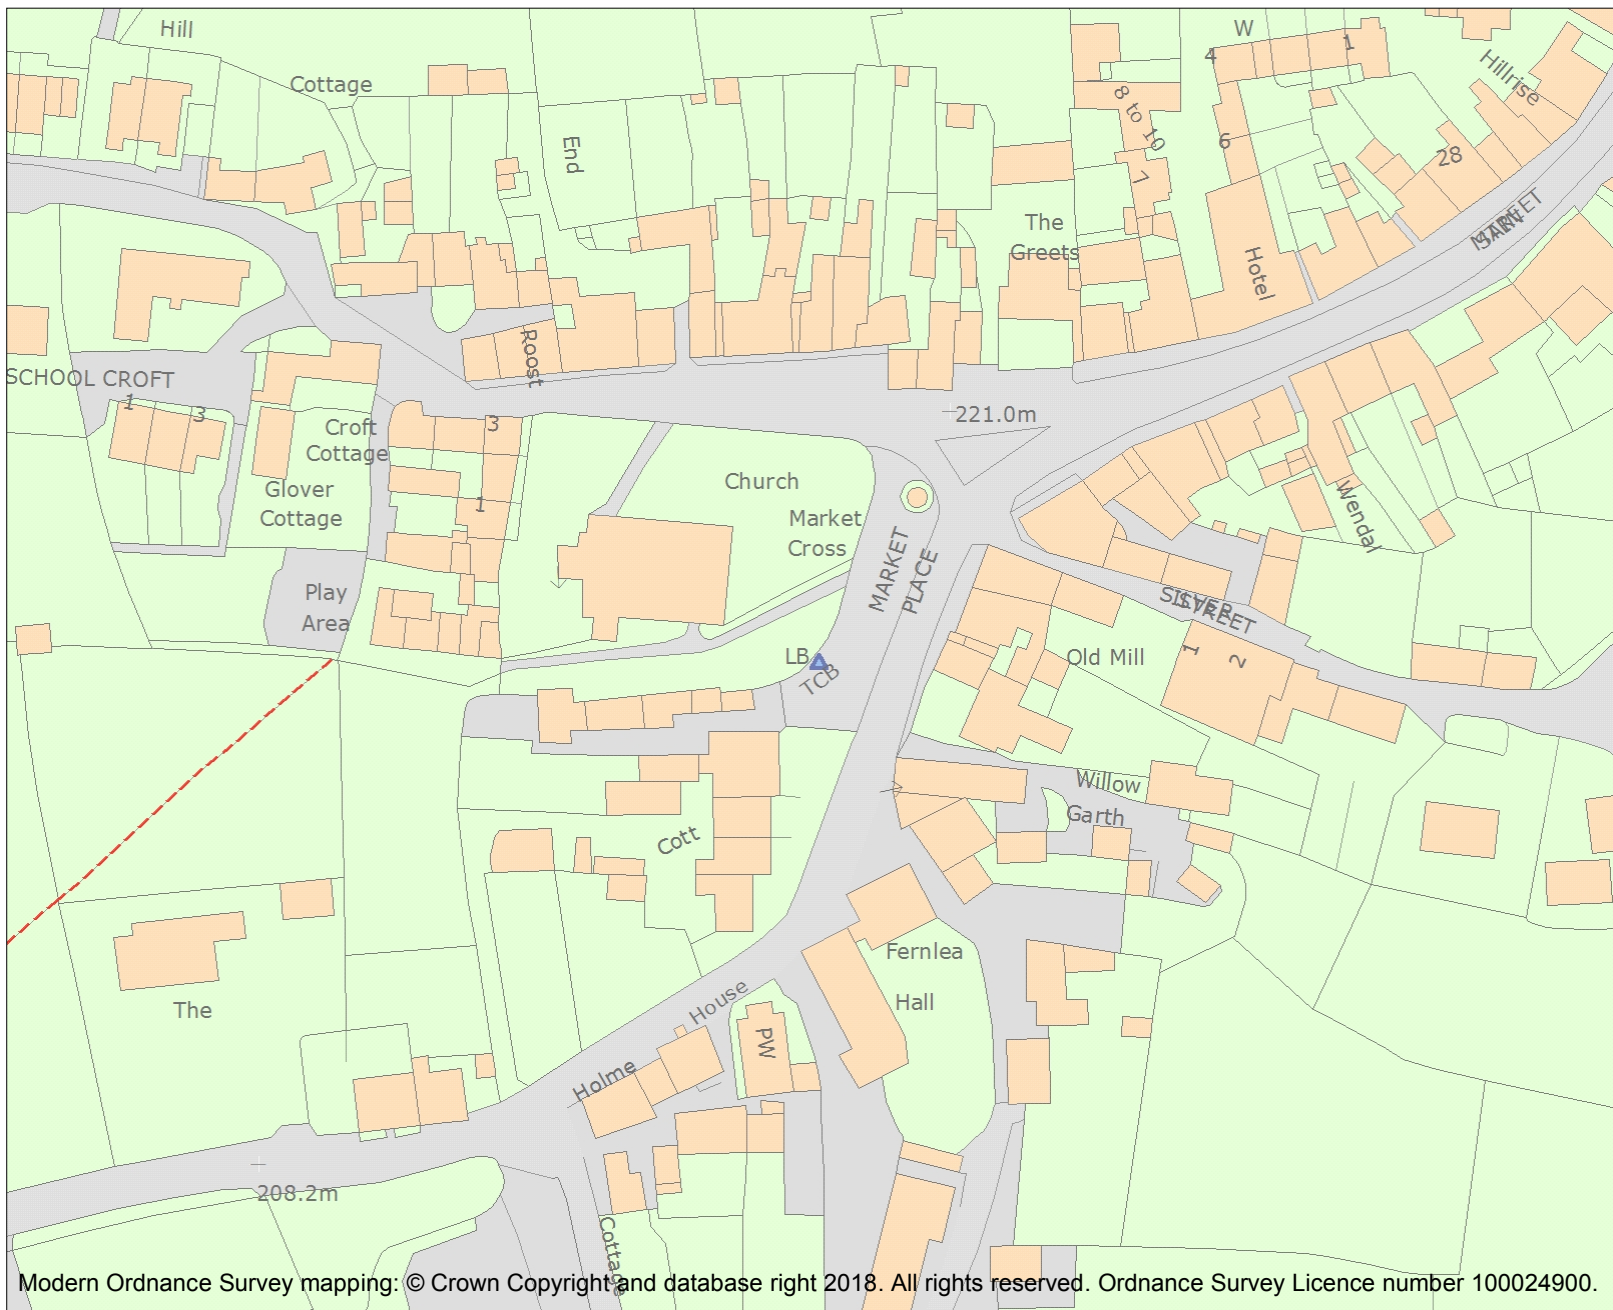 Hill
W
4
1
Hillrise
Cottage
8 to 10
End
6
28
7
The
Greets
MARKET
Hotel
Roost
SCHOOL CROFT
1
3
221.0m
3
Croft
Cottage
Church
Glover
Cottage
1
Market
Cross
Wendal
MARKET
PLACE
Play
Area
SILVER
STREET
LB
TCB
Old Mill
1
2
Willow
Garth
Cott
Fernlea
Hall
The
House
PW
Holme
208.2m
Cottage
Modern Ordnance Survey mapping: © Crown Copyright and database right 2018. All rights reserved. Ordnance Survey Licence number 100024900.